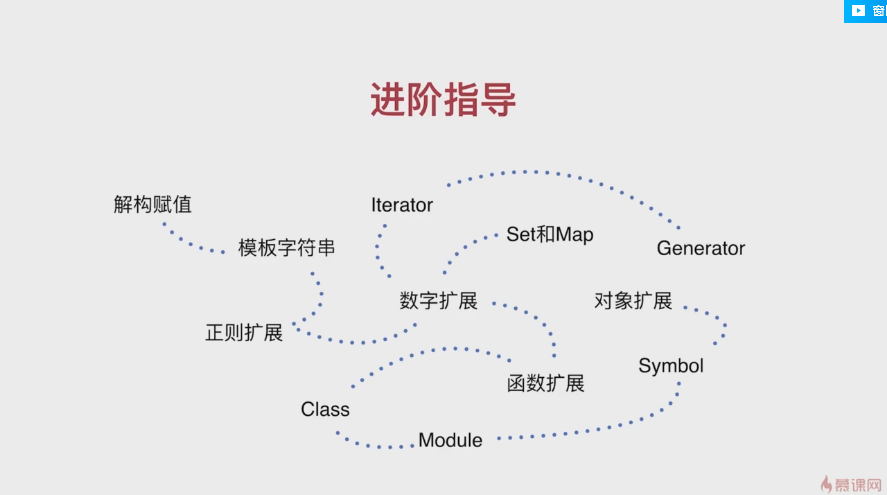 进阶指导
解构赋值
Iterator
模板字符串
Set和Map
Generator
数字扩展
对象扩展
正则扩展
Symbol
函数扩展
Class
Module
慕课网